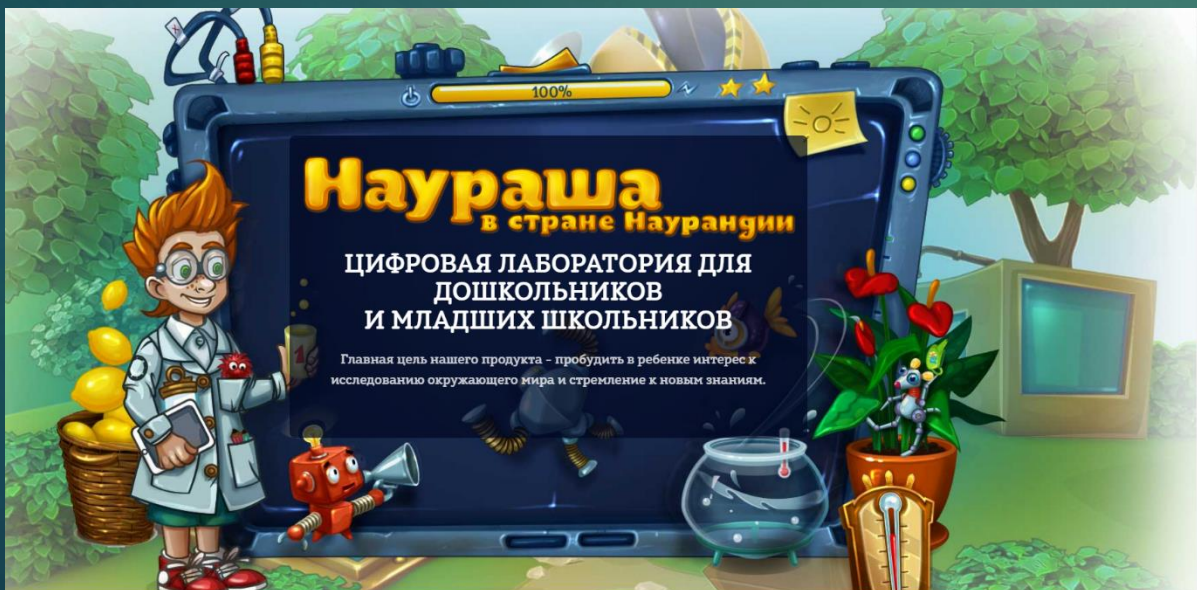 100%
Наураша
в стране Наурандии
ЦИФРОВАЯ ЛАБОРАТОРИЯ ДЛЯ
ДОШКОЛЬНИКОВ
И МЛАДШИХ ШКОЛЬНИКОВ
Главная цель нашего продукта – пробудить в ребенке интерес к
исследованию окружающего мира и стремление к новым знаниям.